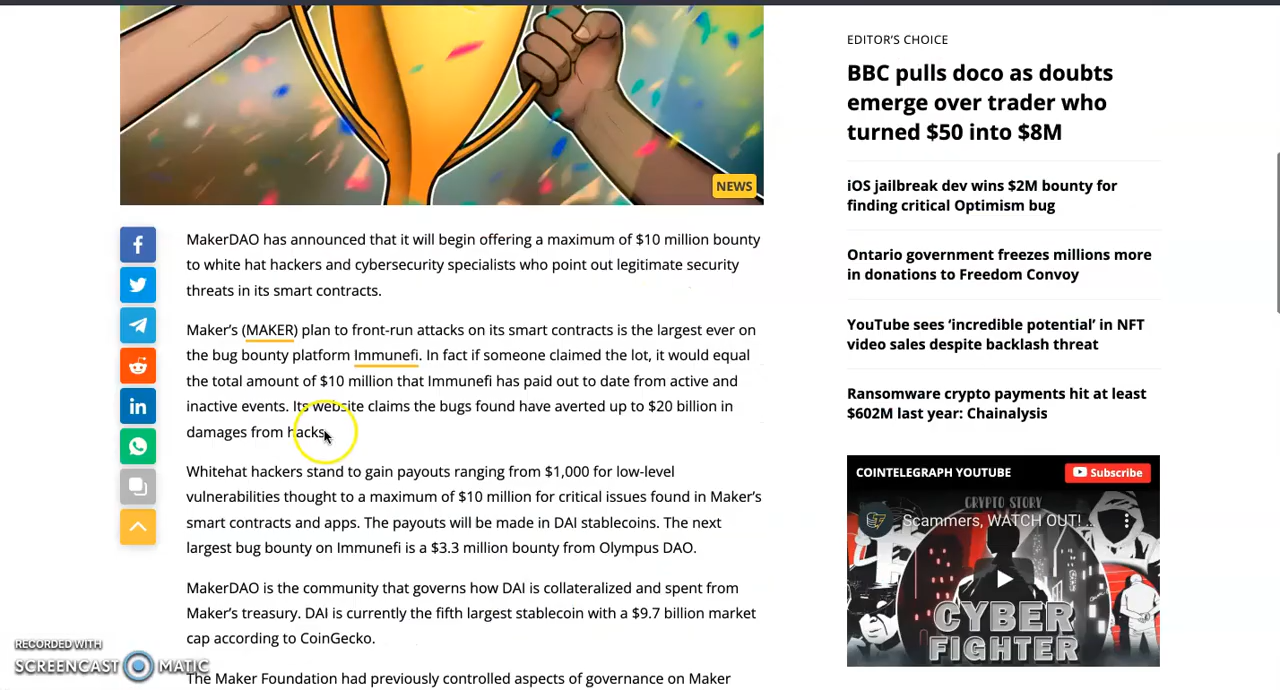 NEWS
MakerDAO has announced that it will begin offering a maximum of $10 million bounty
to white hat hackers and cybersecurity specialists who point out legitimate security
threats in its smart contracts.
Maker's (MAKER) plan to front-run attacks on its smart contracts is the largest ever on
the bug bounty platform Immunefi. In fact if someone claimed the lot, it would equal
the total amount of $10 million that Immunefi has paid out to date from active and
inactive events. Its website claims the bugs found have averted up to $20 billion in
damages from hacks.
Whitehat hackers stand to gain payouts ranging from $1,000 for low-level
vulnerabilities thought to a maximum of $10 million for critical issues found in Maker's
smart contracts and apps. The payouts will be made in DAI stablecoins. The next
largest bug bounty on Immunefi is a $3.3 million bounty from Olympus DAO.
MakerDAO is the community that governs how DAI is collateralized and spent from
Maker's treasury. DAI is currently the fifth largest stablecoin with a $9.7 billion market
cap according to CoinGecko.
The Maker Foundation had previously controlled aspects of governance on Maker
EDITOR'S CHOICE
BBC pulls doco as doubts
emerge over trader who
turned $50 into $8M
iOS jailbreak dev wins $2M bounty for
finding critical Optimism bug
Ontario government freezes millions more
in donations to Freedom Convoy
YouTube sees ‘incredible potential’ in NFT
video sales despite backlash threat
Ransomware crypto payments hit at least
$602M last year: Chainalysis
COINTELEGRAPH YOUTUBE
Subscribe
CRYPTO STORY
Scammers, WATCH OUT! ...
CYBER
FIGHTER
RECORDED WITH
SCREENCAST MATIC